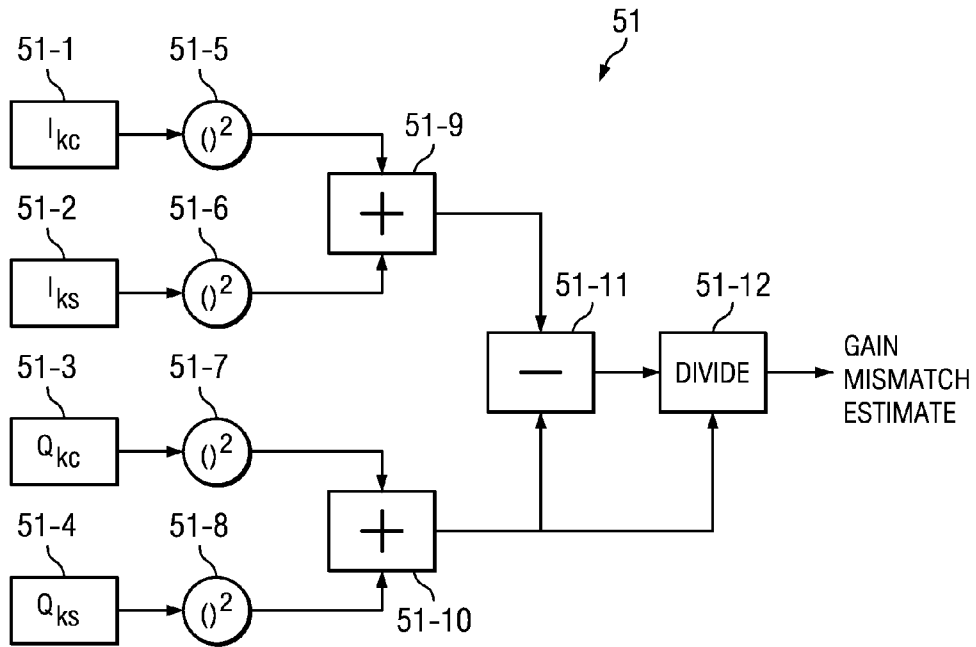 51
51-1 51-5
I_kc ()²
51-9
+
51-2 51-6
I_ks ()²
51-11 51-12
− DIVIDE
GAIN
MISMATCH
ESTIMATE
51-3 51-7
Q_kc ()²
+
51-4 51-8
Q_ks ()²
51-10